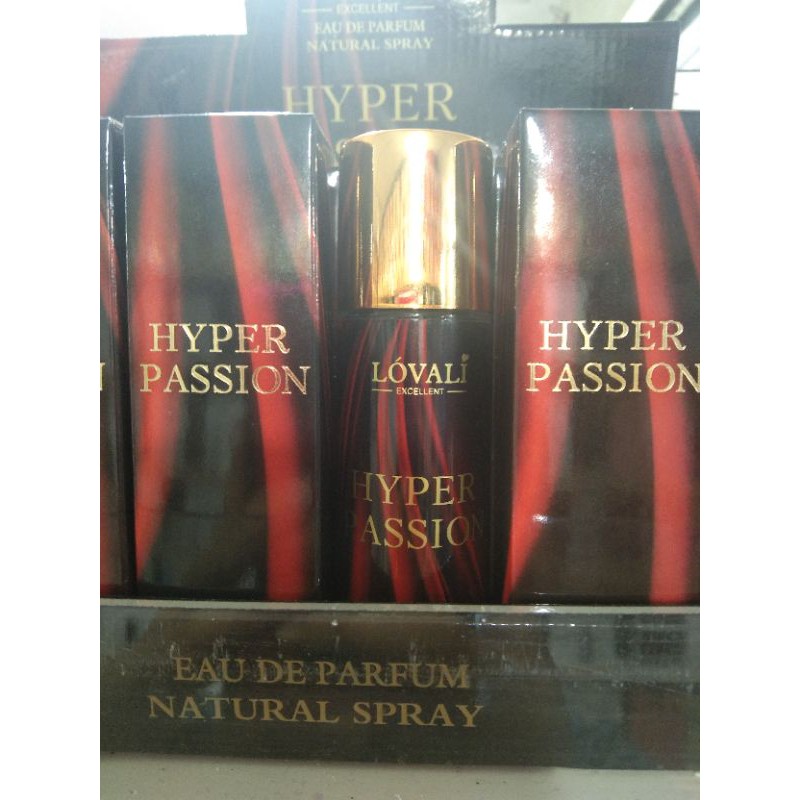 EXCELLENT
EAU DE PARFUM
NATURAL SPRAY
HYPER
HYPER
PASSION
LÓVALI
EXCELLENT
HYPER
PASSION
HYPER
PASSION
EAU DE PARFUM
NATURAL SPRAY